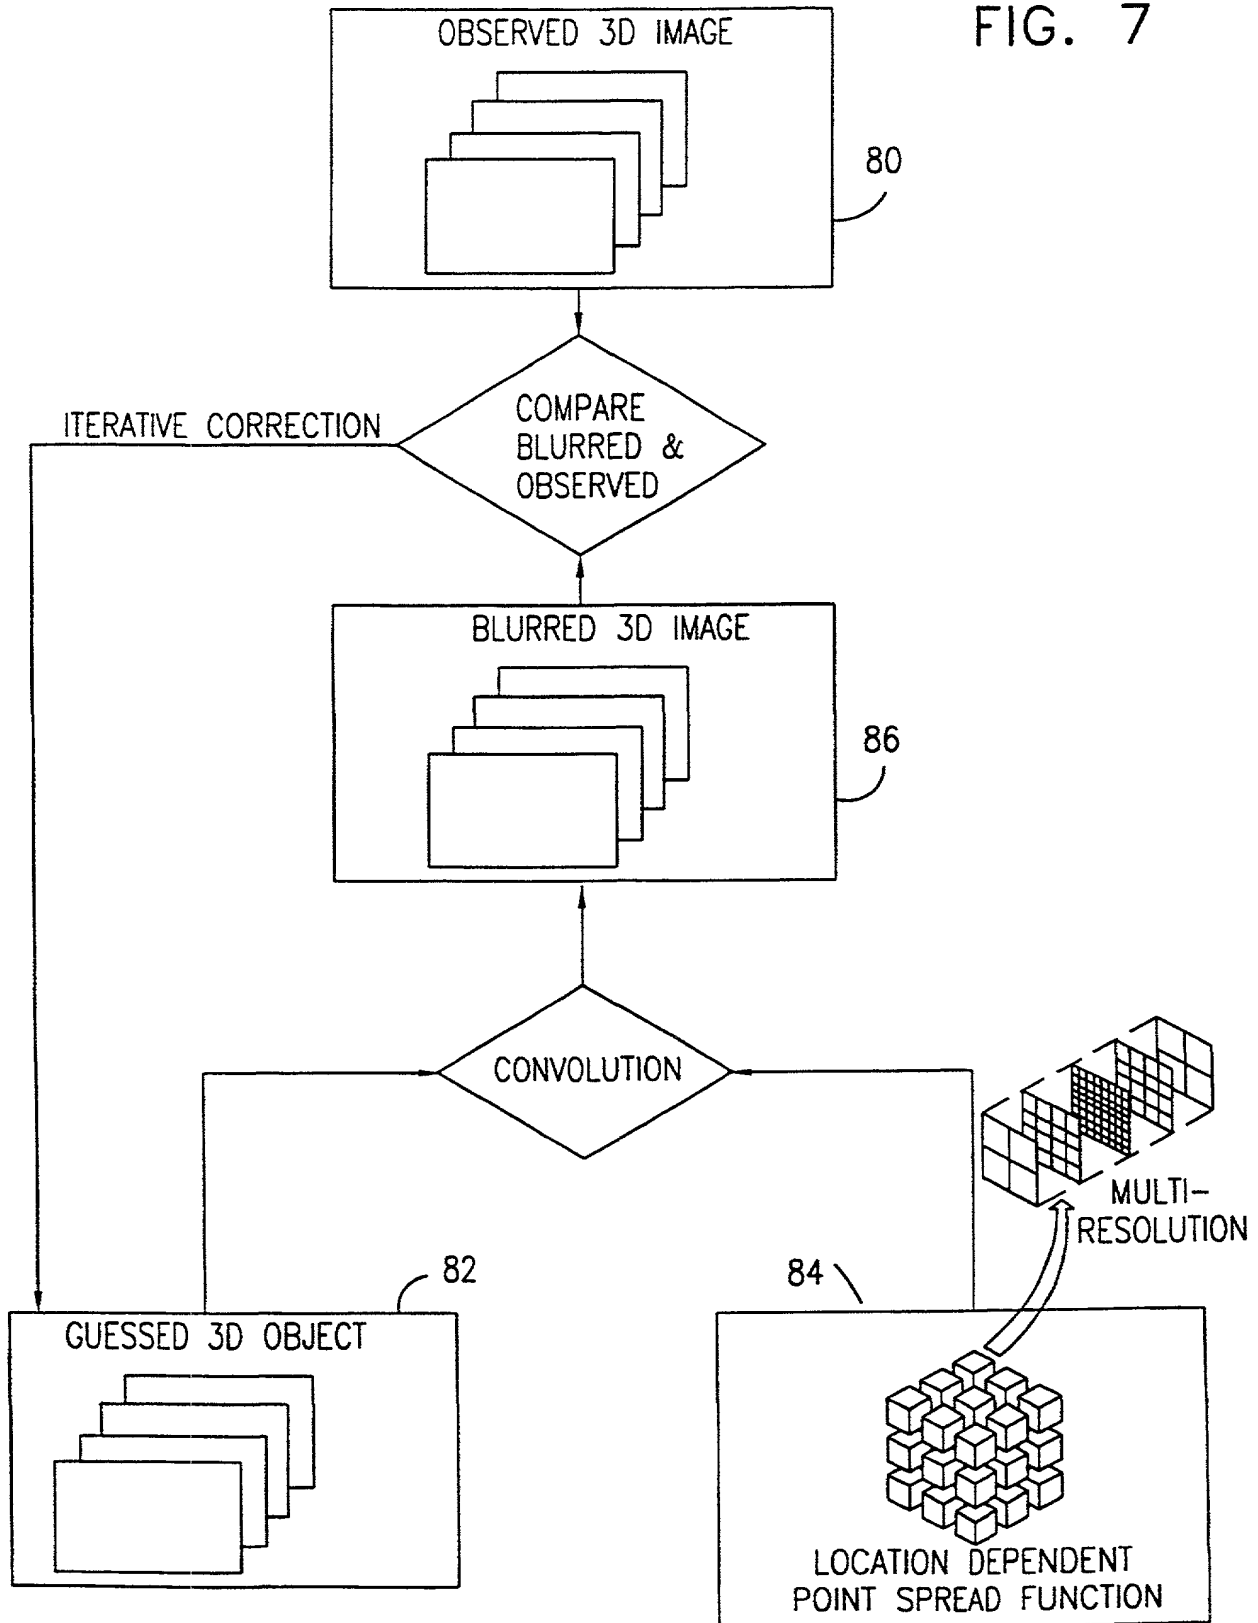 FIG. 7
OBSERVED 3D IMAGE
80
ITERATIVE CORRECTION
COMPARE
BLURRED &
OBSERVED
BLURRED 3D IMAGE
86
CONVOLUTION
MULTI-
RESOLUTION
82
84
GUESSED 3D OBJECT
LOCATION DEPENDENT
POINT SPREAD FUNCTION